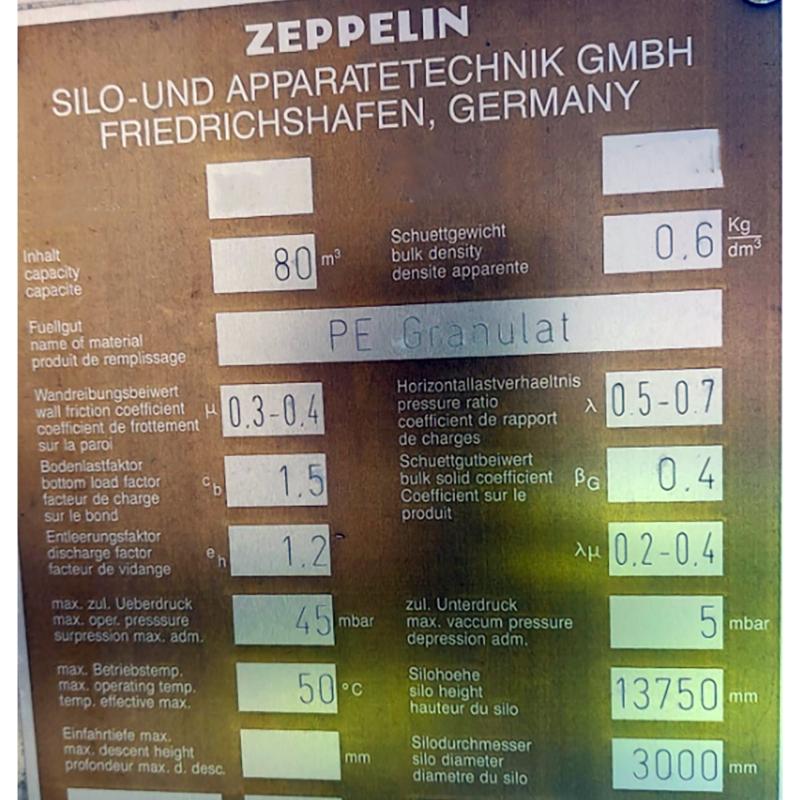 ZEPPELIN
SILO-UND APPARATETECHNIK GMBH
FRIEDRICHSHAFEN, GERMANY
Inhalt
capacity
capacite
80 m³
Schuettgewicht
bulk density
densite apparente
0.6 Kg/dm³
Fuellgut
name of material
produit de remplissage
PE Granulat
Wandreibungsbeiwert
wall friction coefficient
coefficient de frottement
sur la paroi
μ 0.3-0.4
Horizontallastverhaeltnis
pressure ratio
coefficient de rapport
de charges
λ 0.5-0.7
Bodenlastfaktor
bottom load factor
facteur de charge
sur le bond
cb 1.5
Schuettgutbeiwert
bulk solid coefficient
Coefficient sur le
produit
βG 0.4
Entleerungsfaktor
discharge factor
facteur de vidange
eh 1.2
λμ 0.2-0.4
max. zul. Ueberdruck
max. oper. presssure
surpression max. adm.
45 mbar
zul. Unterdruck
max. vaccum pressure
depression adm.
5 mbar
max. Betriebstemp.
max. operating temp.
temp. effective max.
50 °C
Silohoehe
silo height
hauteur du silo
13750 mm
Einfahrtiefe max.
max. descent height
profondeur max. d. desc.
mm
Silodurchmesser
silo diameter
diametre du silo
3000 mm